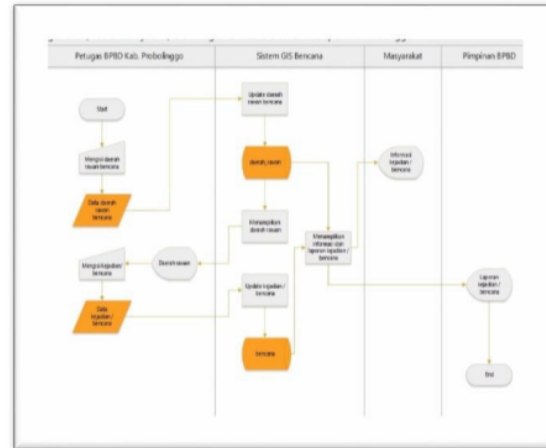 Petugas BPBD Kab. Probolinggo
Sistem GIS Bencana
Masyarakat
Pimpinan BPBD
Start
Mengisi daerah
rawan bencana
Data daerah
rawan
bencana
Update daerah
rawan bencana
daerah_rawan
Menampilkan
daerah rawan
Daerah rawan
Mengisi kejadian/
bencana
Data
kejadian /
bencana
Update kejadian /
bencana
bencana
Menampilkan
informasi dan
laporan kejadian /
bencana
Informasi
kejadian /
bencana
Laporan
kejadian /
bencana
End